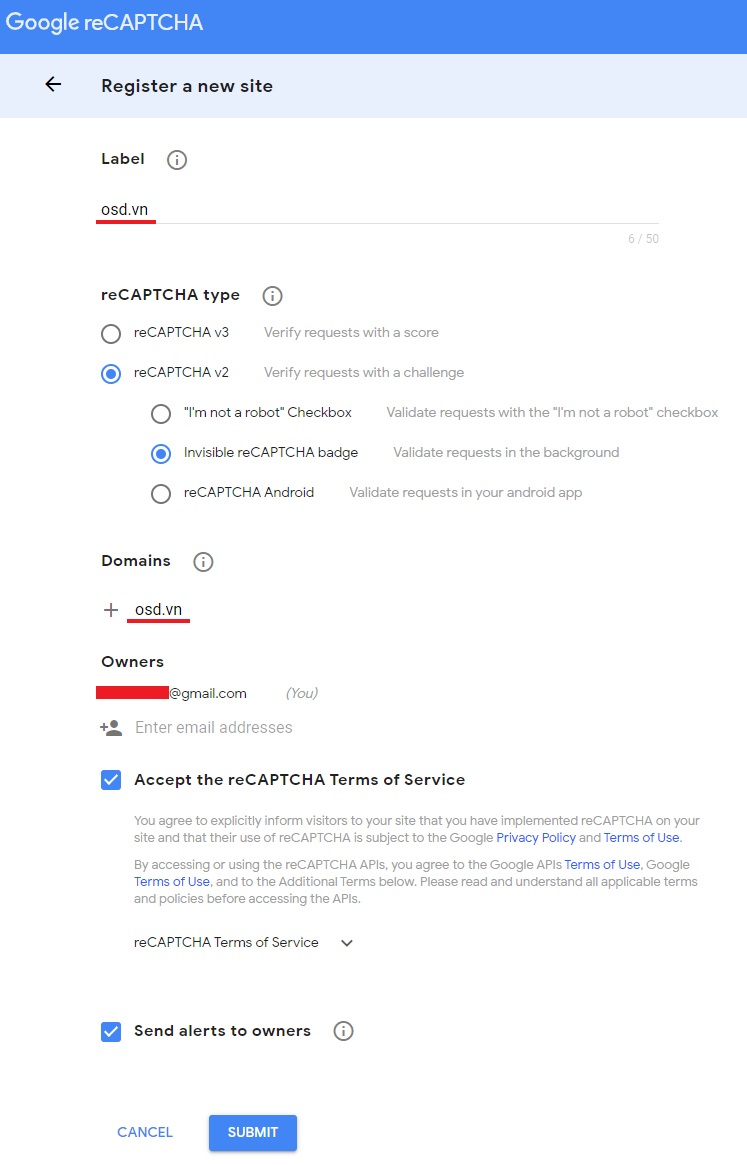 Google reCAPTCHA
Register a new site
Label
osd.vn
6 / 50
reCAPTCHA type
reCAPTCHA v3 Verify requests with a score
reCAPTCHA v2 Verify requests with a challenge
"I'm not a robot" Checkbox Validate requests with the "I'm not a robot" checkbox
Invisible reCAPTCHA badge Validate requests in the background
reCAPTCHA Android Validate requests in your android app
Domains
osd.vn
Owners
@gmail.com (You)
Enter email addresses
Accept the reCAPTCHA Terms of Service
You agree to explicitly inform visitors to your site that you have implemented reCAPTCHA on your
site and that their use of reCAPTCHA is subject to the Google Privacy Policy and Terms of Use.
By accessing or using the reCAPTCHA APIs, you agree to the Google APIs Terms of Use, Google
Terms of Use, and to the Additional Terms below. Please read and understand all applicable terms
and policies before accessing the APIs.
reCAPTCHA Terms of Service
Send alerts to owners
CANCEL SUBMIT